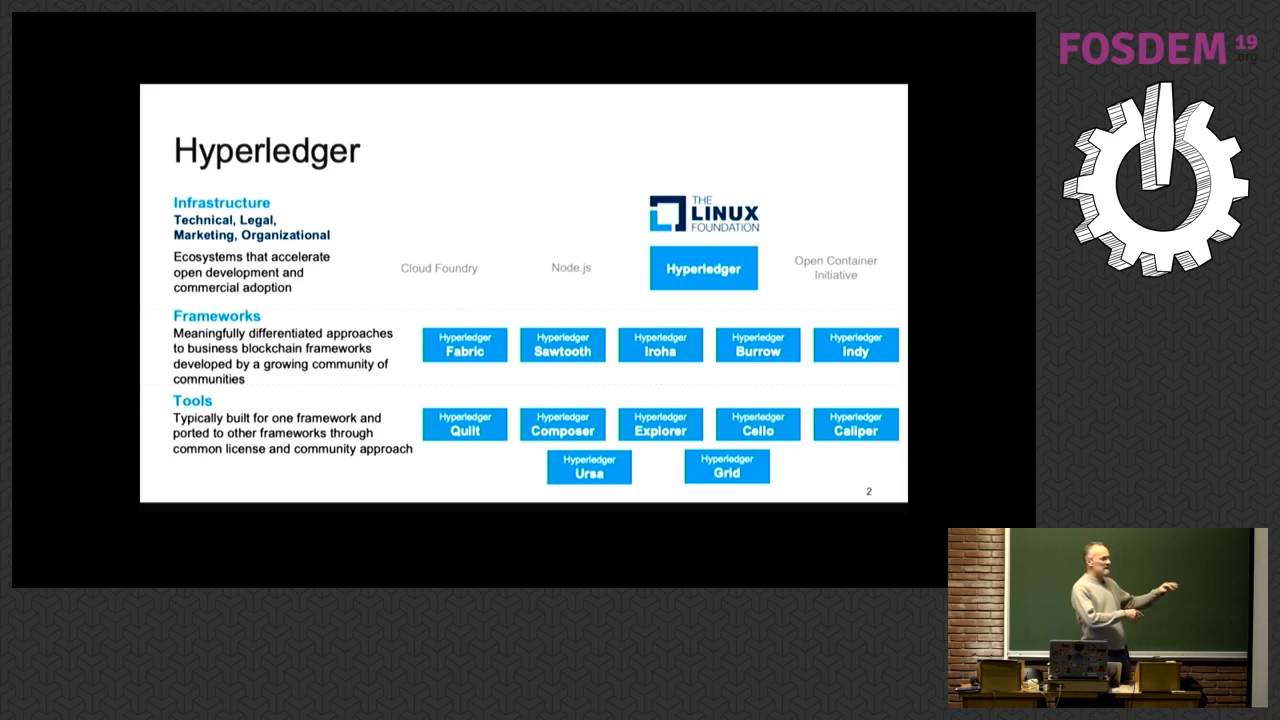 FOSDEM 19
.org
Hyperledger
Infrastructure
Technical, Legal,
Marketing, Organizational
Ecosystems that accelerate
open development and
commercial adoption
THE
LINUX
FOUNDATION
Cloud Foundry
Node.js
Hyperledger
Open Container
Initiative
Frameworks
Meaningfully differentiated approaches
to business blockchain frameworks
developed by a growing community of
communities
Hyperledger
Fabric
Hyperledger
Sawtooth
Hyperledger
Iroha
Hyperledger
Burrow
Hyperledger
Indy
Tools
Typically built for one framework and
ported to other frameworks through
common license and community approach
Hyperledger
Quilt
Hyperledger
Composer
Hyperledger
Explorer
Hyperledger
Cello
Hyperledger
Caliper
Hyperledger
Ursa
Hyperledger
Grid
2